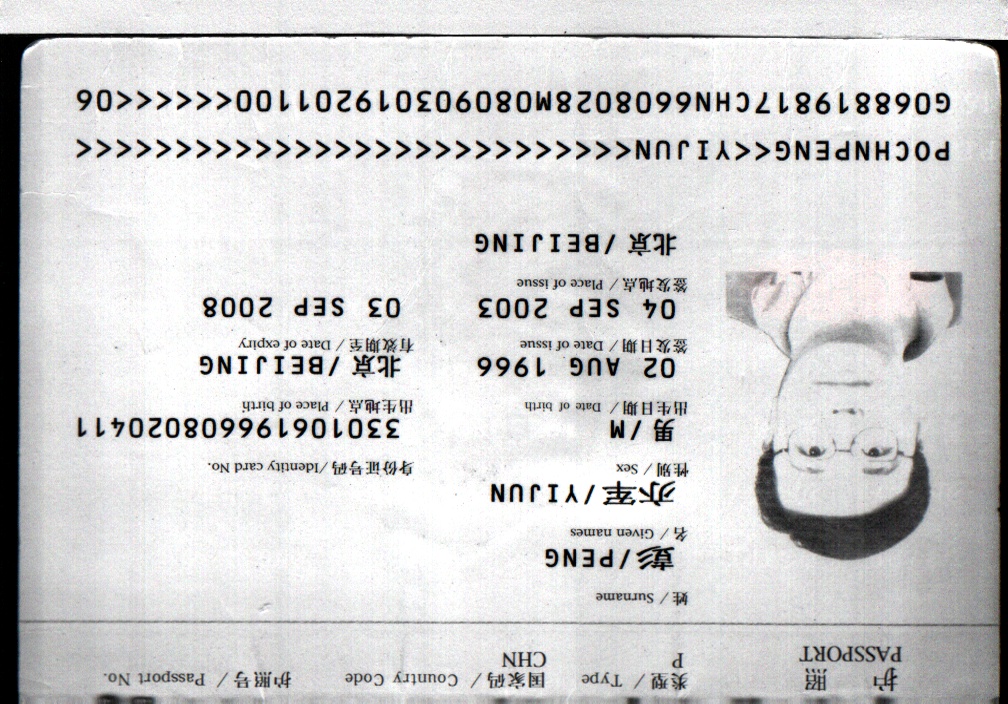 护照 类型 / Type 国家码 / Country Code 护照号 / Passport No.
PASSPORT P CHN
姓 / Surname
彭/PENG
名 / Given names
亦军/YIJUN
性别 / Sex 身份证号码/Identity card No.
男/M 330106196608020411
出生日期 / Date of birth 出生地点 / Place of birth
02 AUG 1966 北京/BEIJING
签发日期 / Date of issue 有效期至 / Date of expiry
04 SEP 2003 03 SEP 2008
签发地点 / Place of issue
北京/BEIJING
POCHNPENG<<YIJUN<<<<<<<<<<<<<<<<<<<<<<<<<<<<
G068819817CHN6608028M080903019201100<<<<<<06